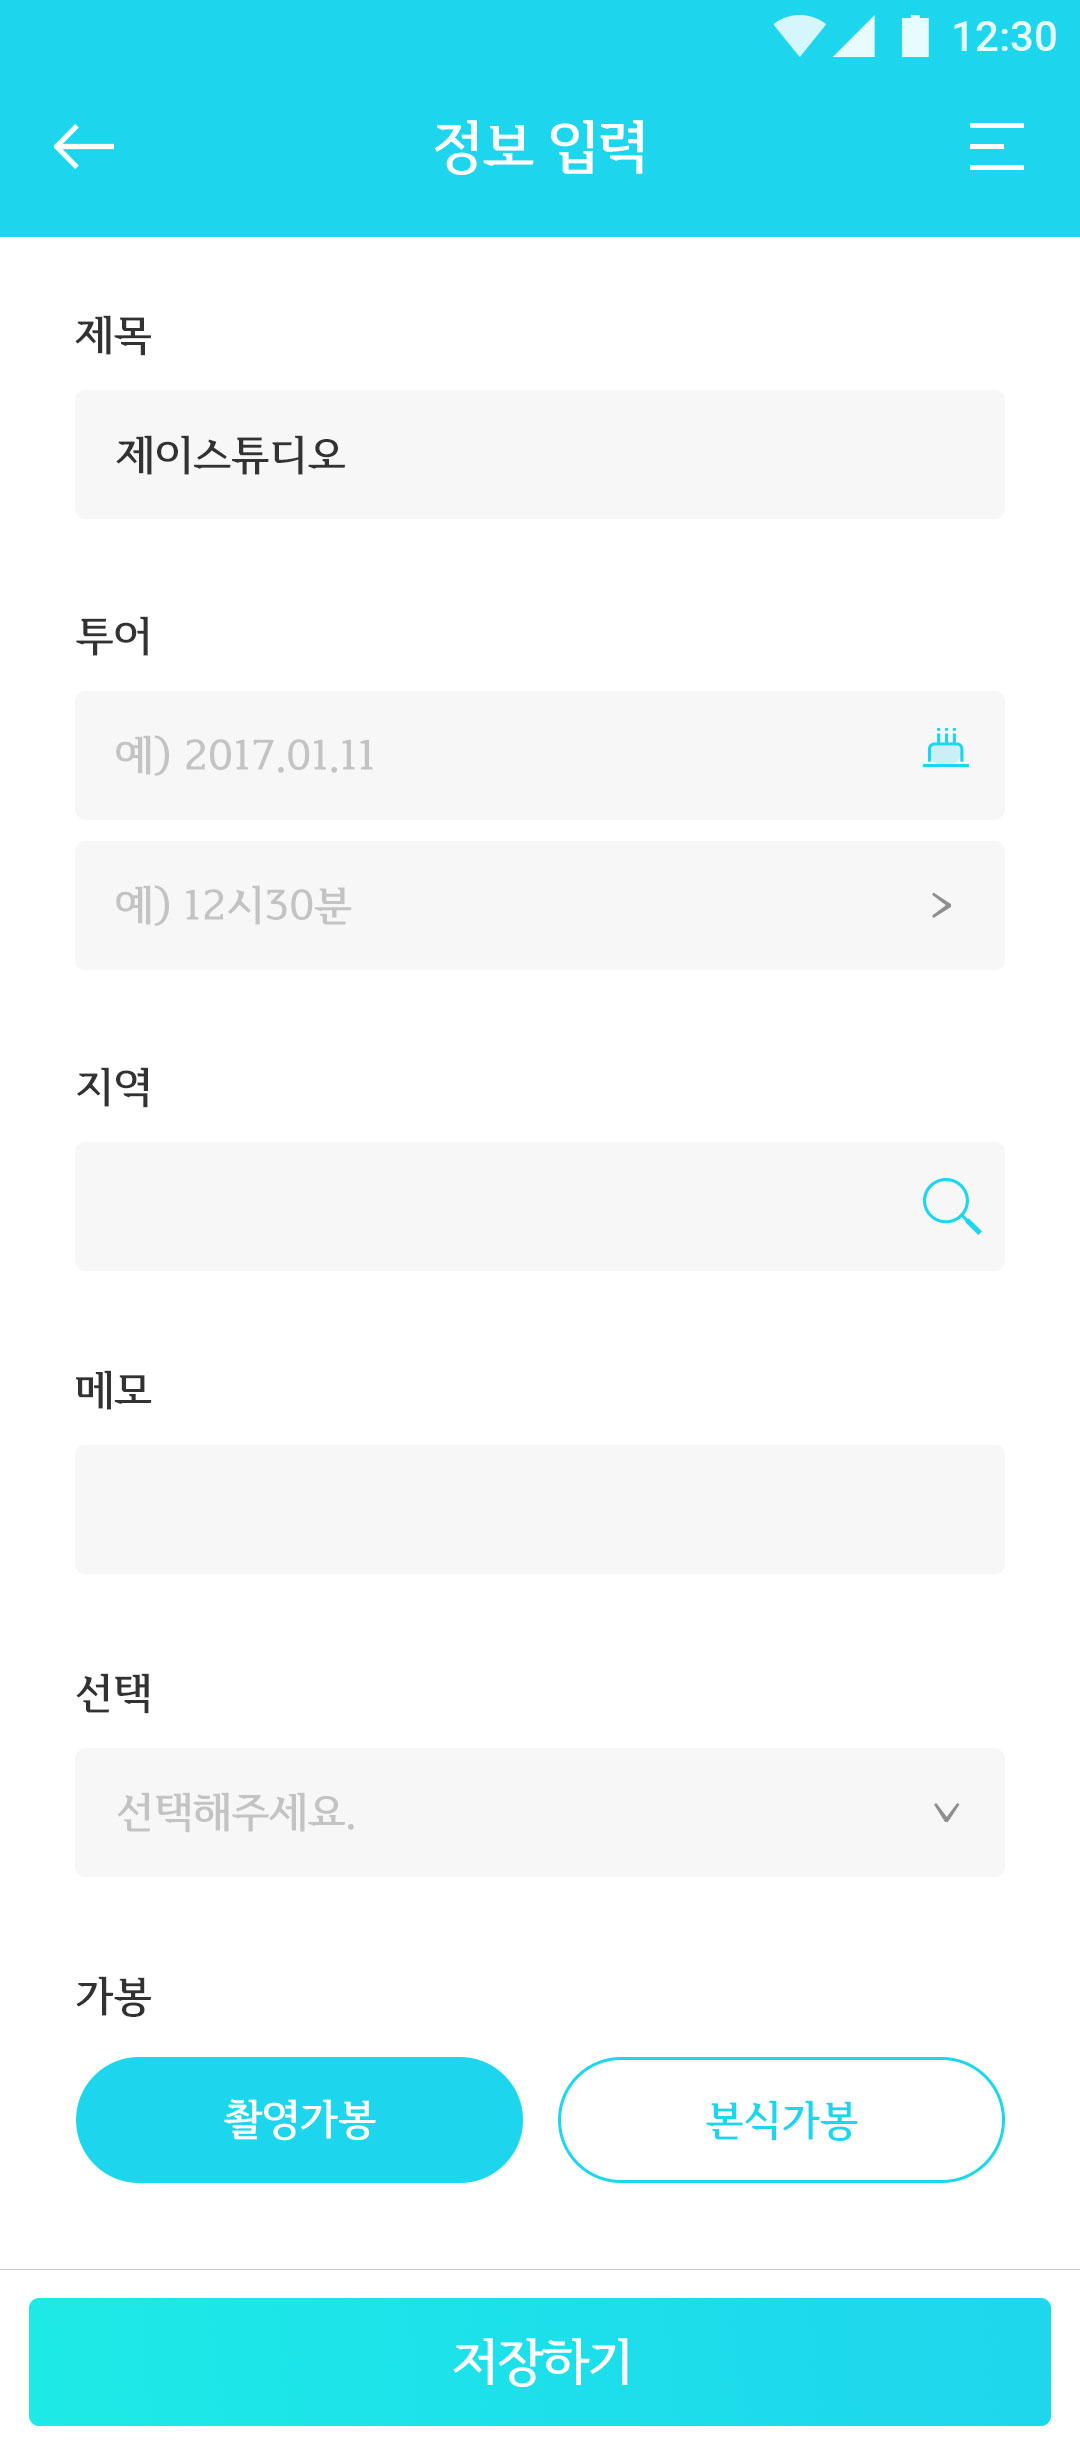 12:30
정보 입력
제목
제이스튜디오
투어
예) 2017.01.11
예) 12시30분
지역
메모
선택
선택해주세요.
가봉
촬영가봉 본식가봉
저장하기